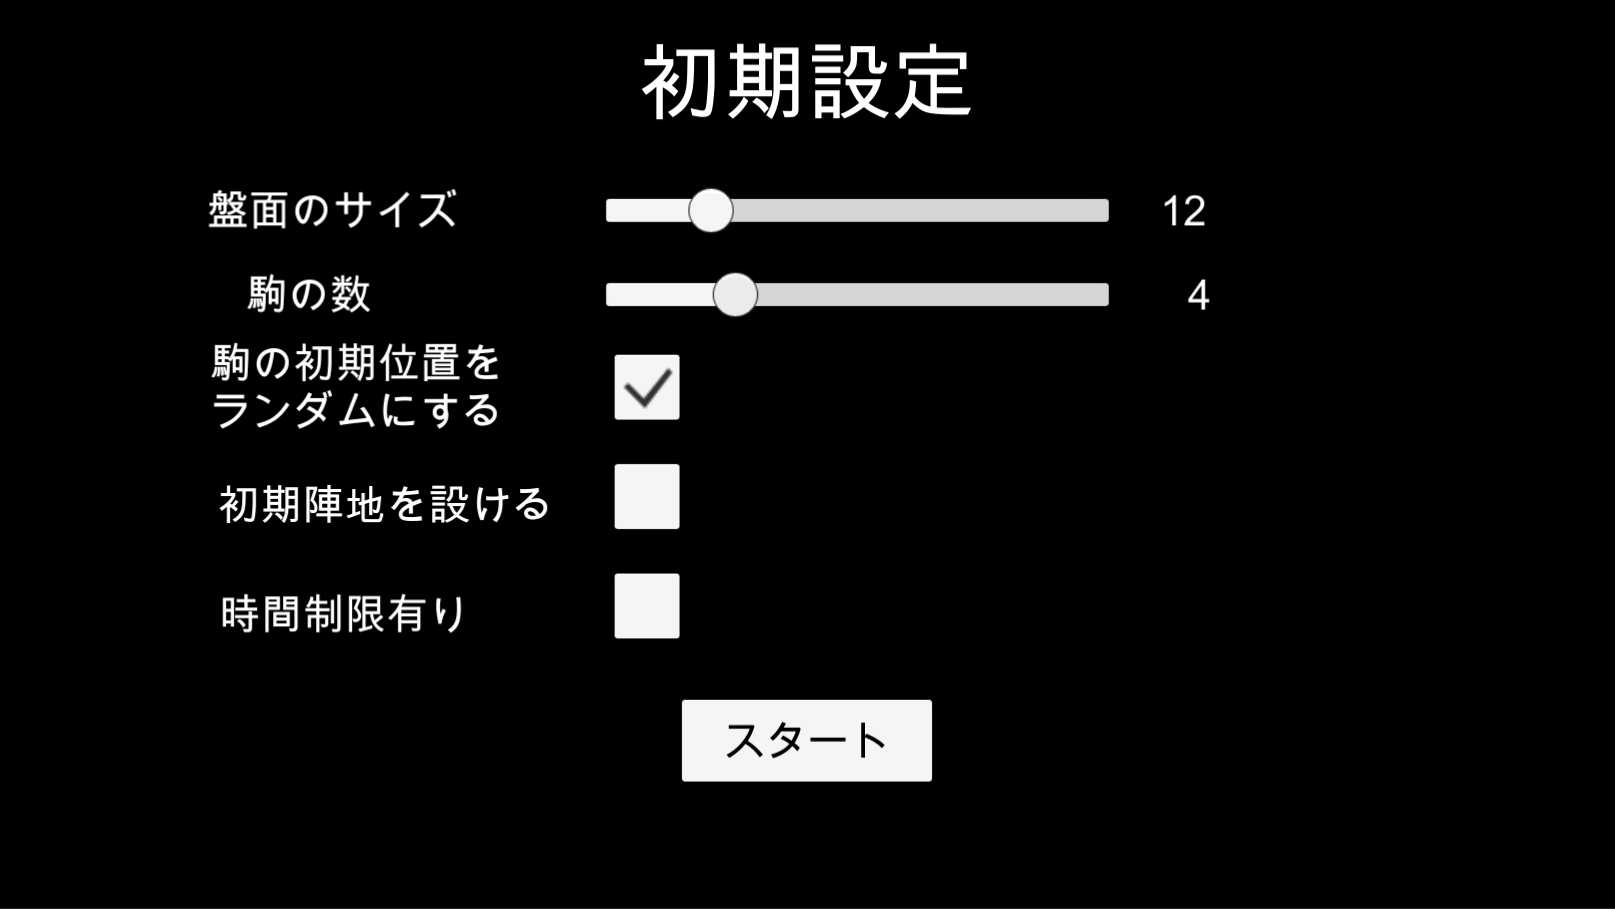 初期設定
盤面のサイズ 12
駒の数 4
駒の初期位置を
ランダムにする
初期陣地を設ける
時間制限有り
スタート